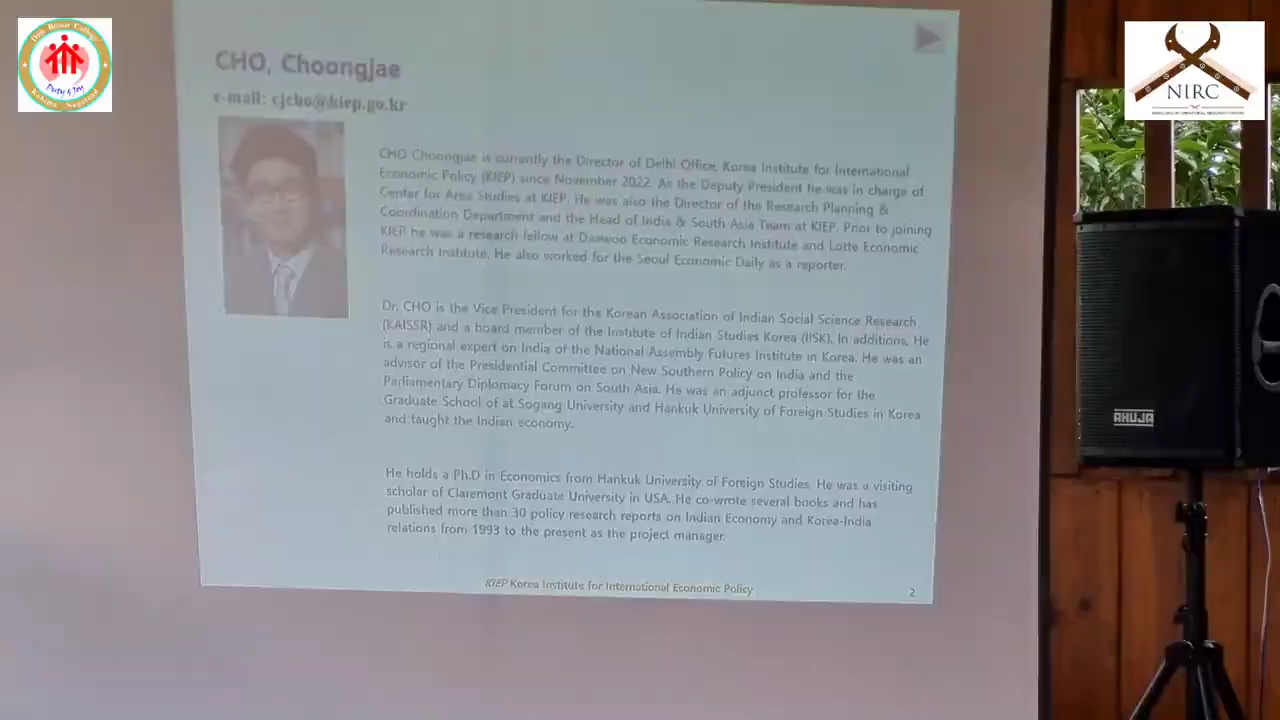 Don Bosco College
Duty & Joy
Kohima - Nagaland
NIRC
CHO, Choongjae
e-mail: cjcho@kiep.go.kr
CHO Choongjae is currently the Director of Delhi Office, Korea Institute for International
Economic Policy (KIEP) since November 2022. As the Deputy President he was in charge of
Center for Area Studies at KIEP. He was also the Director of the Research Planning &
Coordination Department and the Head of India & South Asia Team at KIEP. Prior to joining
KIEP he was a research fellow at Daewoo Economic Research Institute and Lotte Economic
Research Institute. He also worked for the Seoul Economic Daily as a reporter.
Dr. CHO is the Vice President for the Korean Association of Indian Social Science Research
(KAISSR) and a board member of the Institute of Indian Studies Korea (IISK). In additions, He
is a regional expert on India of the National Assembly Futures Institute in Korea. He was an
advisor of the Presidential Committee on New Southern Policy on India and the
Parliamentary Diplomacy Forum on South Asia. He was an adjunct professor for the
Graduate School of at Sogang University and Hankuk University of Foreign Studies in Korea
and taught the Indian economy.
He holds a Ph.D in Economics from Hankuk University of Foreign Studies. He was a visiting
scholar of Claremont Graduate University in USA. He co-wrote several books and has
published more than 30 policy research reports on Indian Economy and Korea-India
relations from 1993 to the present as the project manager.
KIEP Korea Institute for International Economic Policy
2
AHUJA